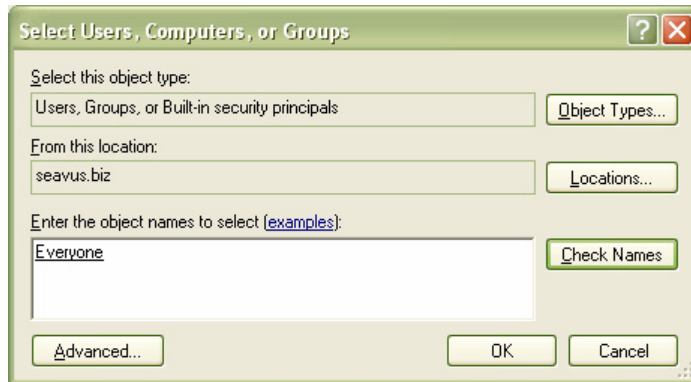 Select Users, Computers, or Groups
Select this object type:
Users, Groups, or Built-in security principals
Object Types...
From this location:
seavus.biz
Locations...
Enter the object names to select (examples):
Everyone
Check Names
Advanced...
OK
Cancel